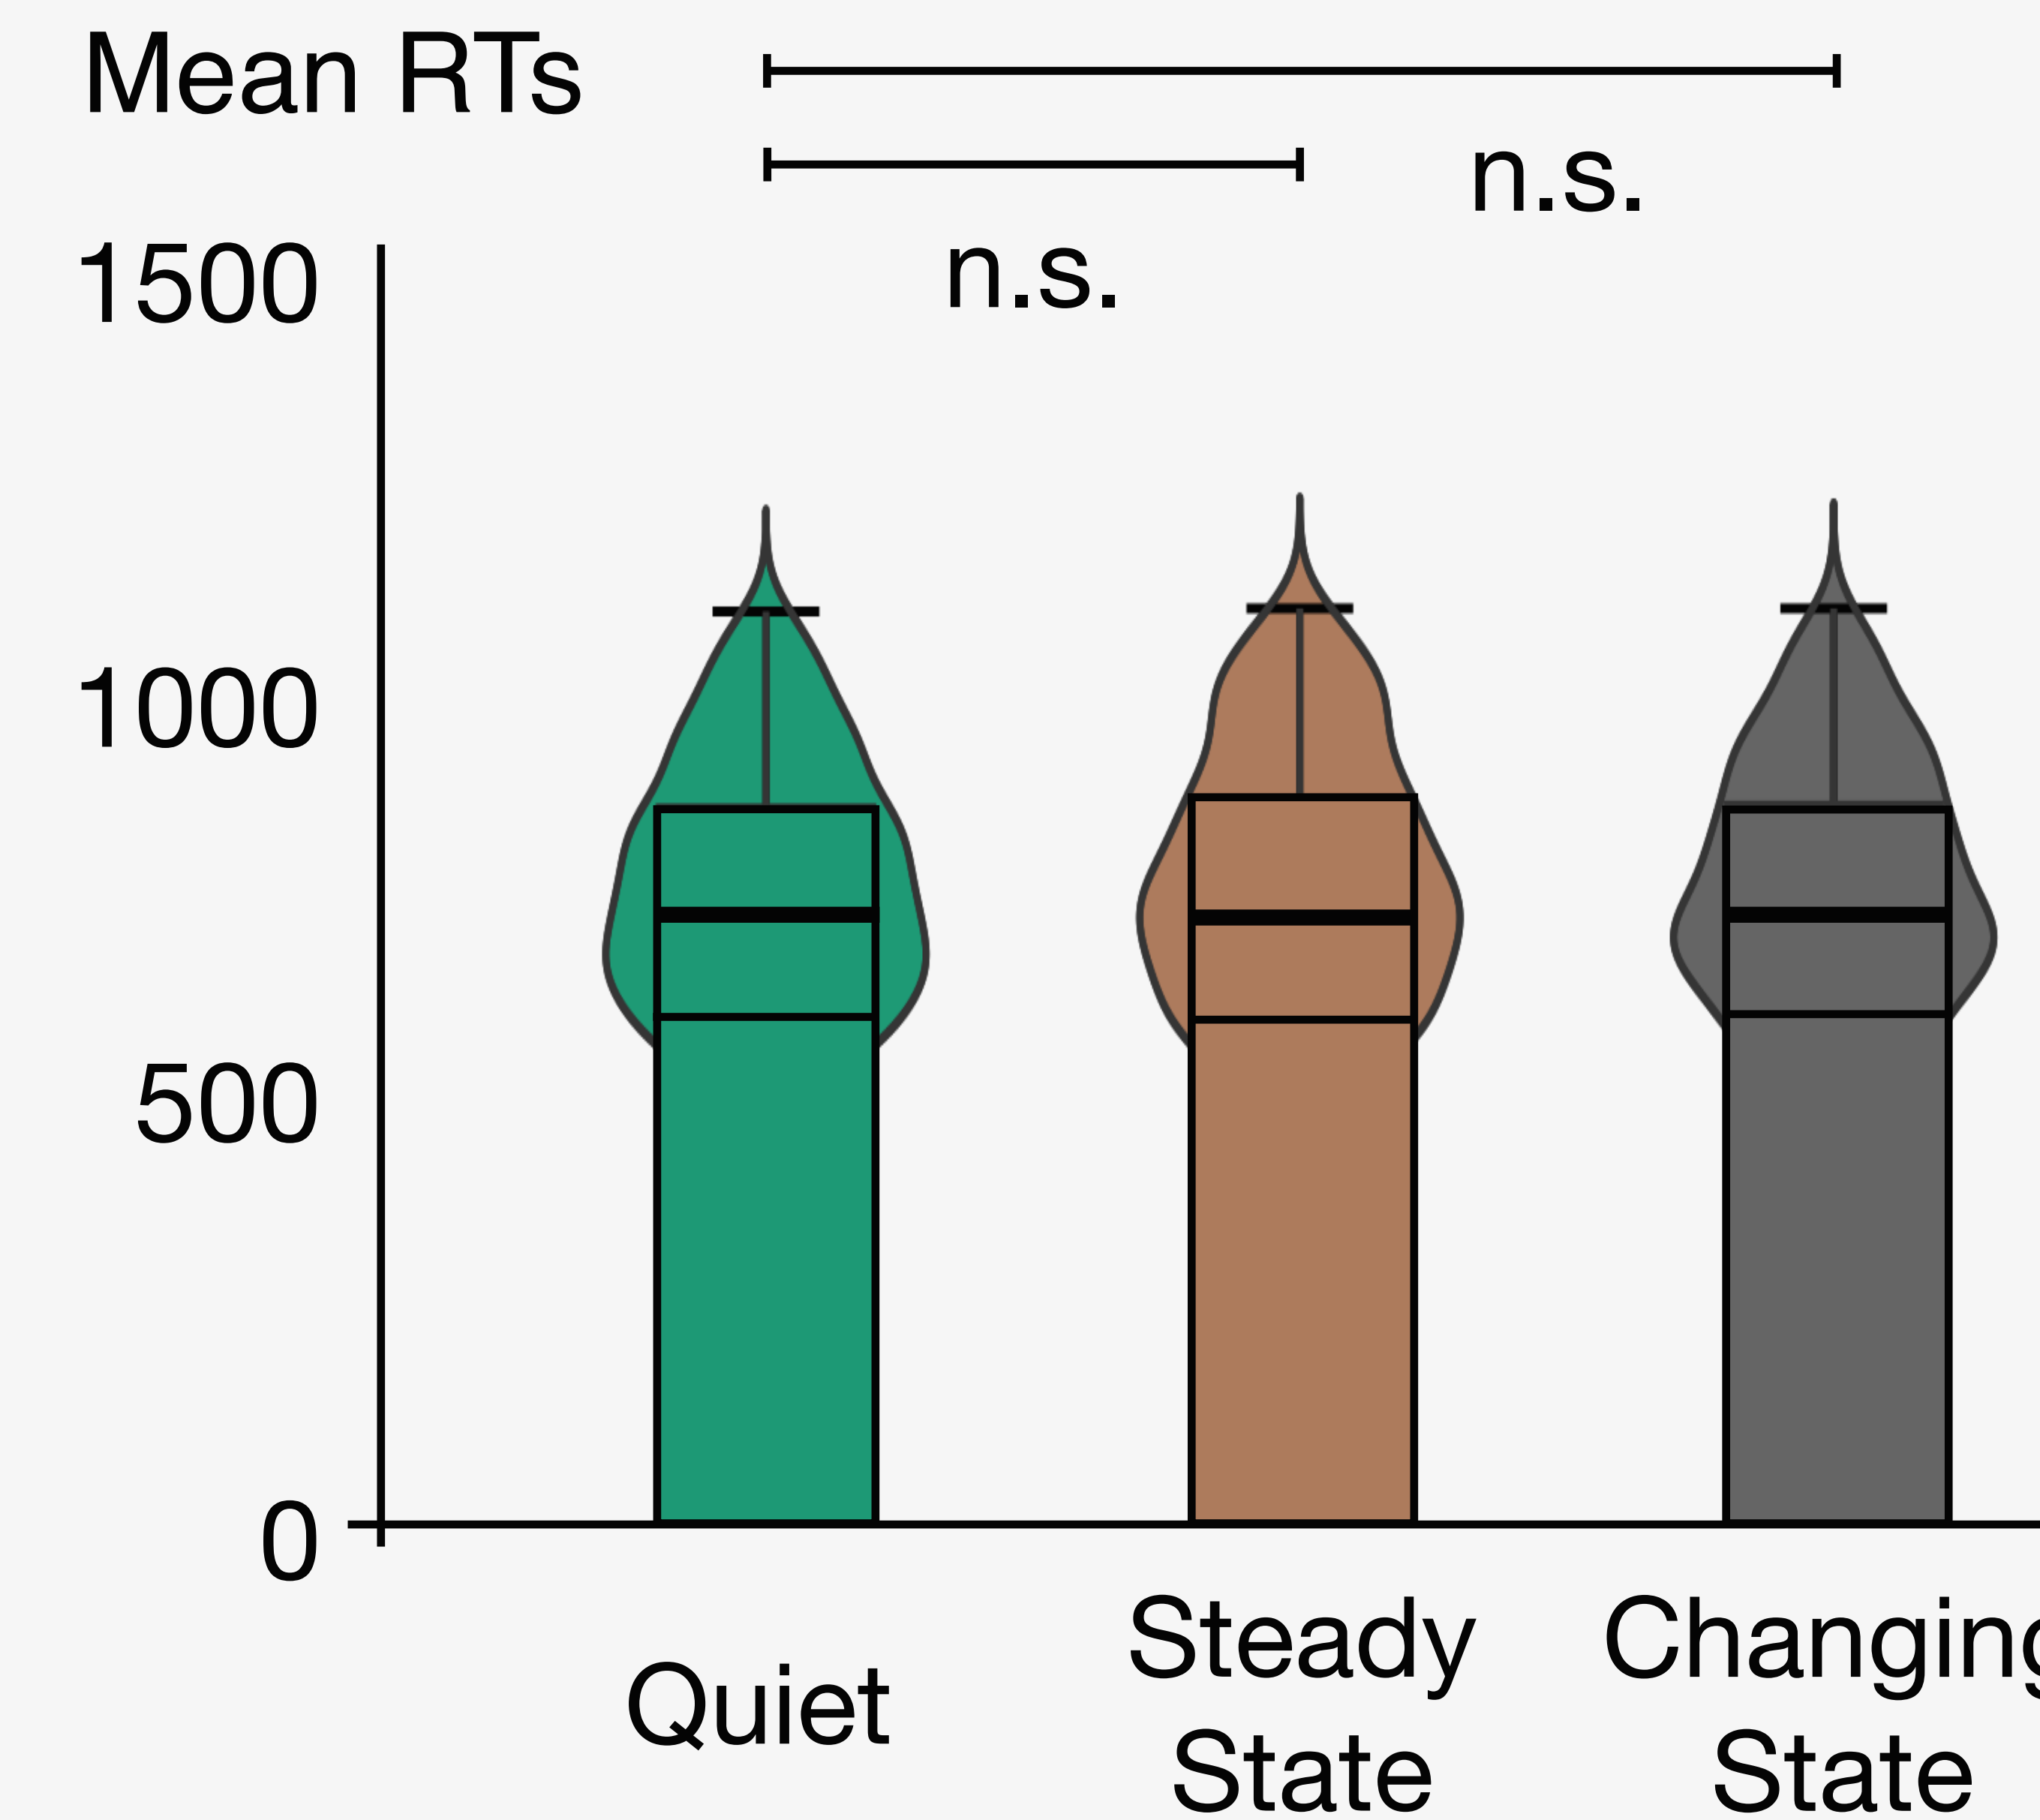 Mean RTs
n.s.
n.s.
1500
1000
500
0
Quiet
Steady
State
Changing
State